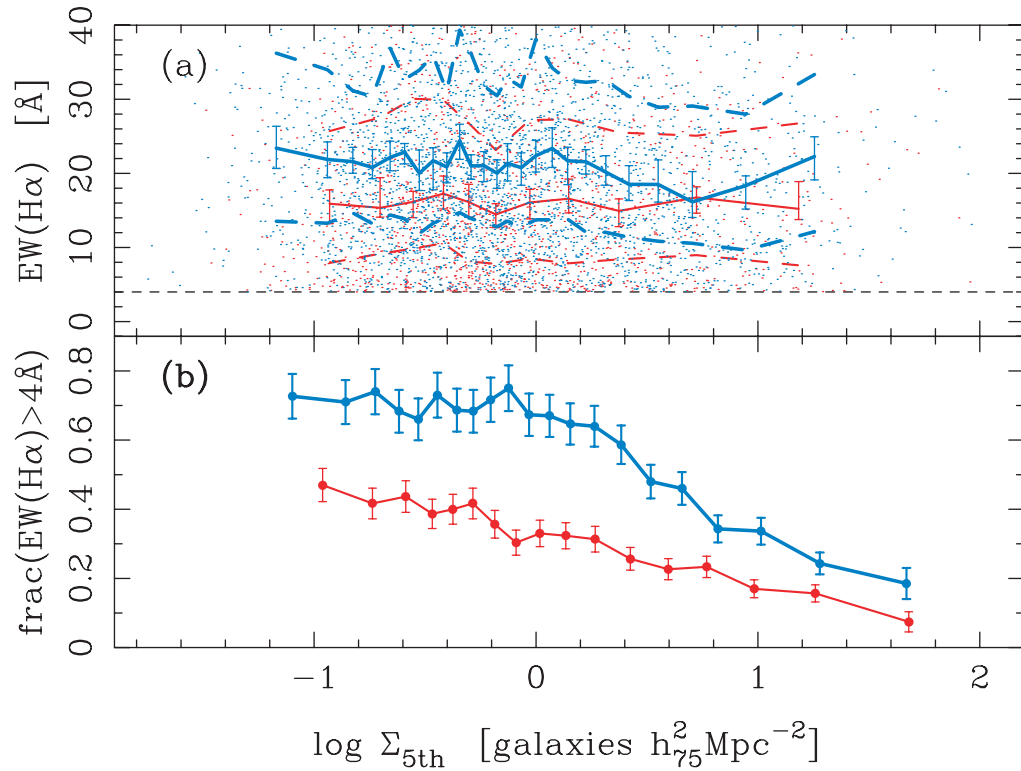 (a)
EW(Hα) [Å]
40
30
20
10
0
(b)
frac(EW(Hα)>4Å)
0.8
0.6
0.4
0.2
0
−1 0 1 2
log Σ5th [galaxies h²₇₅Mpc⁻²]